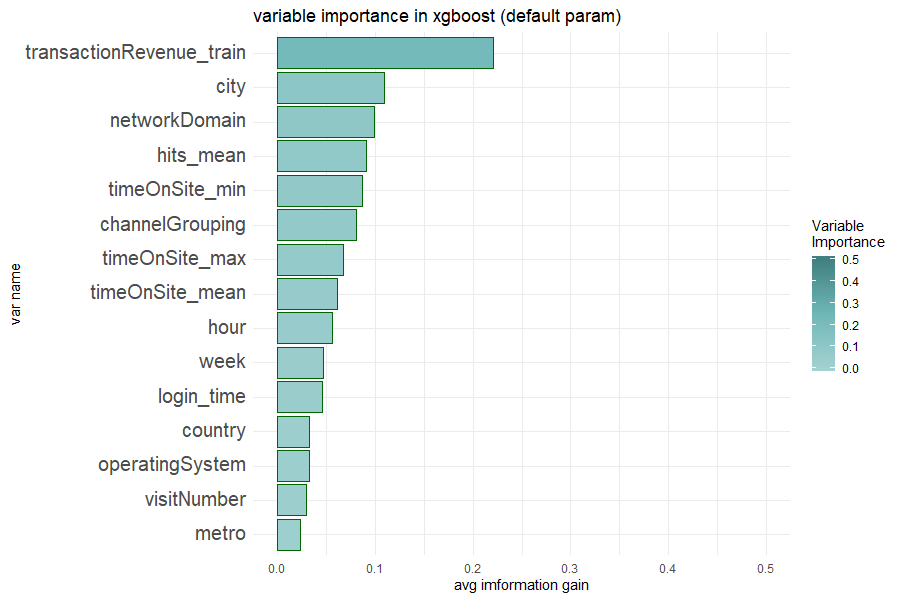 variable importance in xgboost (default param)
transactionRevenue_train
city
networkDomain
hits_mean
timeOnSite_min
channelGrouping
timeOnSite_max
timeOnSite_mean
hour
week
login_time
country
operatingSystem
visitNumber
metro
var name
0.0 0.1 0.2 0.3 0.4 0.5
avg imformation gain
Variable
Importance
0.5
0.4
0.3
0.2
0.1
0.0